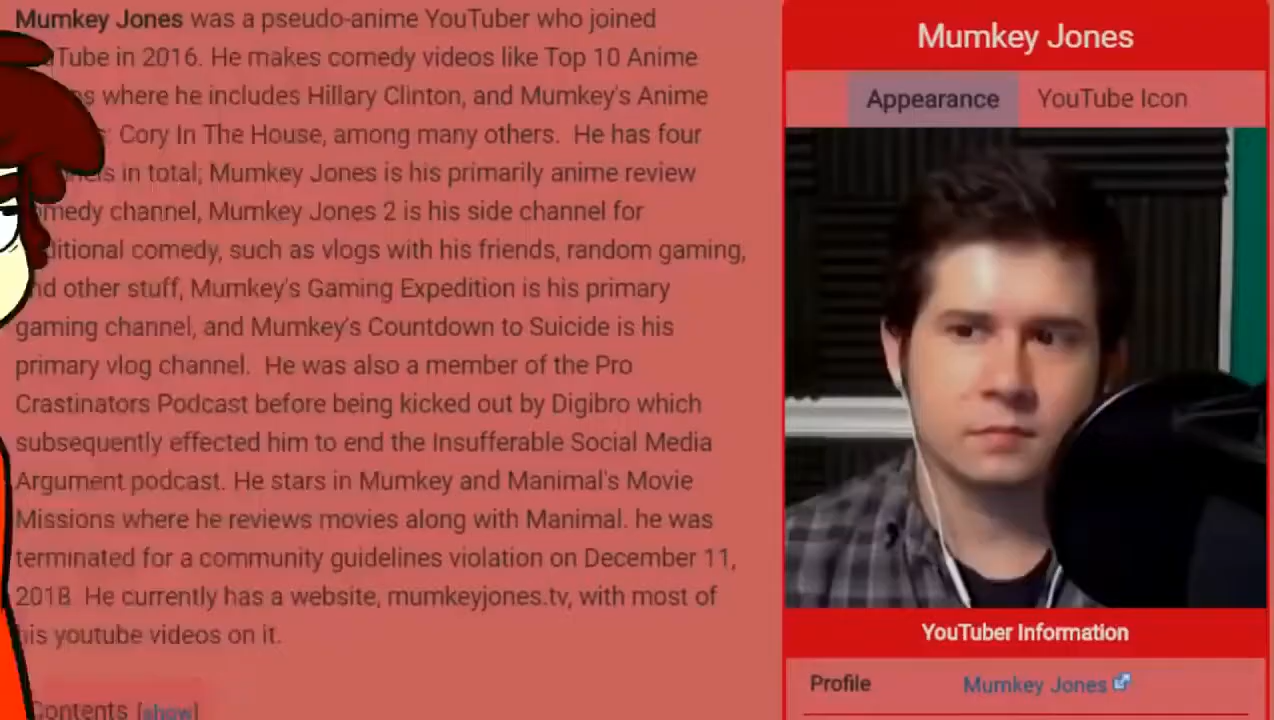 Mumkey Jones was a pseudo-anime YouTuber who joined
Tube in 2016. He makes comedy videos like Top 10 Anime
where he includes Hillary Clinton, and Mumkey's Anime
: Cory In The House, among many others. He has four
in total; Mumkey Jones is his primarily anime review
comedy channel, Mumkey Jones 2 is his side channel for
additional comedy, such as vlogs with his friends, random gaming,
and other stuff, Mumkey's Gaming Expedition is his primary
gaming channel, and Mumkey's Countdown to Suicide is his
primary vlog channel. He was also a member of the Pro
Crastinators Podcast before being kicked out by Digibro which
subsequently effected him to end the Insufferable Social Media
Argument podcast. He stars in Mumkey and Manimal's Movie
Missions where he reviews movies along with Manimal. he was
terminated for a community guidelines violation on December 11,
2018. He currently has a website, mumkeyjones.tv, with most of
his youtube videos on it.
Contents [show]
Mumkey Jones
Appearance YouTube Icon
YouTuber Information
Profile Mumkey Jones